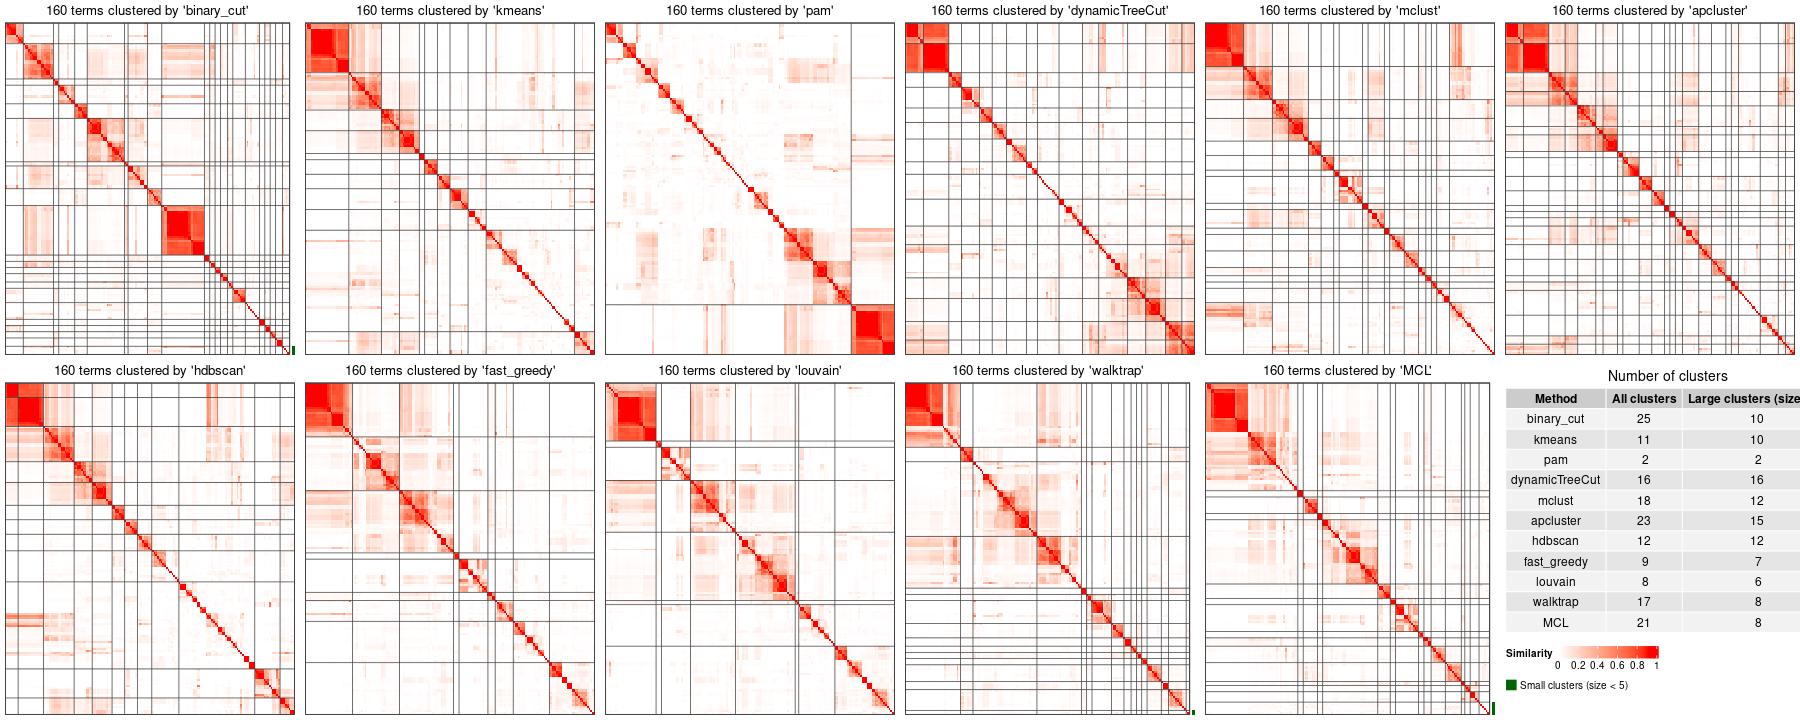 160 terms clustered by 'binary_cut'
160 terms clustered by 'kmeans'
160 terms clustered by 'pam'
160 terms clustered by 'dynamicTreeCut'
160 terms clustered by 'mclust'
160 terms clustered by 'apcluster'
160 terms clustered by 'hdbscan'
160 terms clustered by 'fast_greedy'
160 terms clustered by 'louvain'
160 terms clustered by 'walktrap'
160 terms clustered by 'MCL'
Number of clusters
Method All clusters Large clusters (size
binary_cut 25 10
kmeans 11 10
pam 2 2
dynamicTreeCut 16 16
mclust 18 12
apcluster 23 15
hdbscan 12 12
fast_greedy 9 7
louvain 8 6
walktrap 17 8
MCL 21 8
Similarity
0 0.2 0.4 0.6 0.8 1
Small clusters (size < 5)